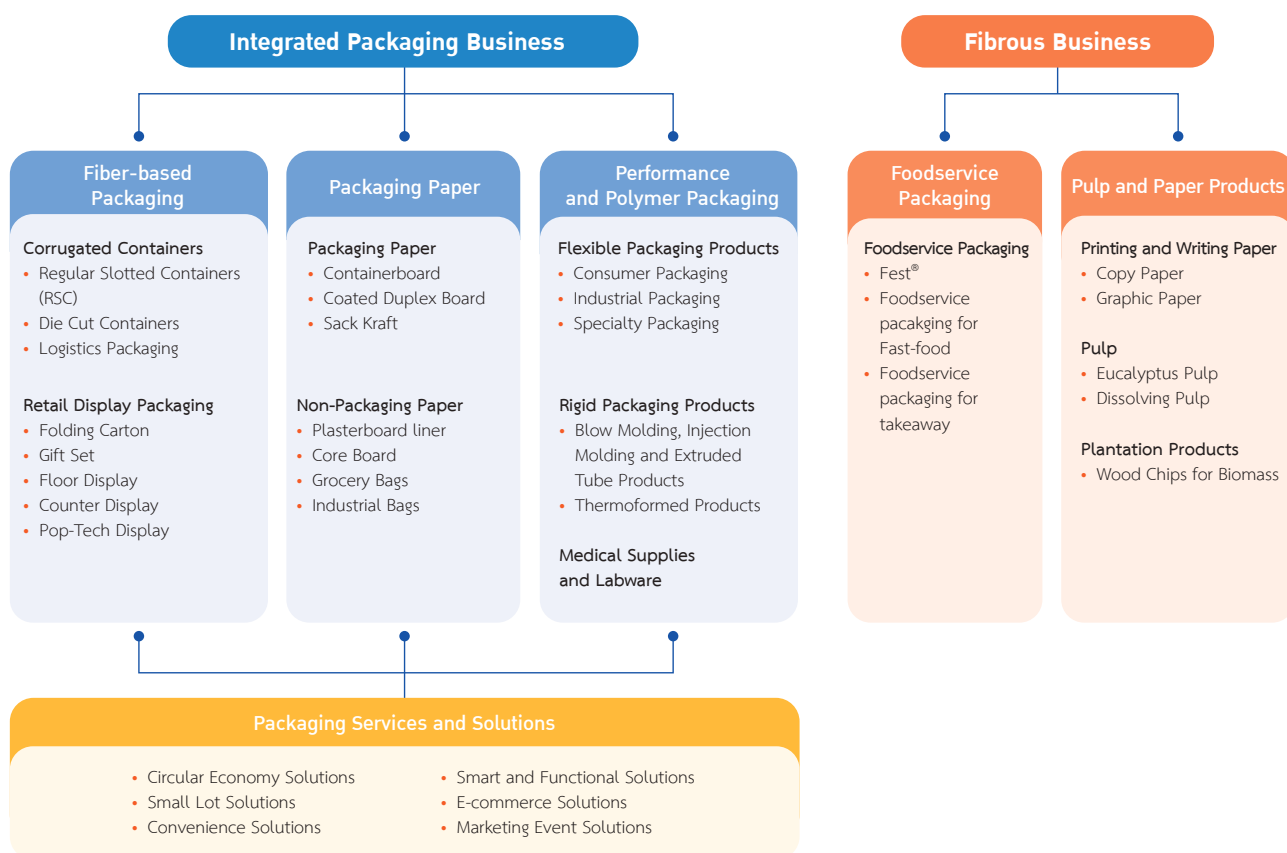 Integrated Packaging Business
Fiber-based
Packaging
Corrugated Containers
• Regular Slotted Containers
(RSC)
• Die Cut Containers
• Logistics Packaging
Retail Display Packaging
• Folding Carton
• Gift Set
• Floor Display
• Counter Display
• Pop-Tech Display
Packaging Paper
Packaging Paper
• Containerboard
• Coated Duplex Board
• Sack Kraft
Non-Packaging Paper
• Plasterboard liner
• Core Board
• Grocery Bags
• Industrial Bags
Performance
and Polymer Packaging
Flexible Packaging Products
• Consumer Packaging
• Industrial Packaging
• Specialty Packaging
Rigid Packaging Products
• Blow Molding, Injection
Molding and Extruded
Tube Products
• Thermoformed Products
Medical Supplies
and Labware
Packaging Services and Solutions
• Circular Economy Solutions
• Small Lot Solutions
• Convenience Solutions
• Smart and Functional Solutions
• E-commerce Solutions
• Marketing Event Solutions
Fibrous Business
Foodservice
Packaging
Foodservice Packaging
• Fest®
• Foodservice
pacakging for
Fast-food
• Foodservice
packaging for
takeaway
Pulp and Paper Products
Printing and Writing Paper
• Copy Paper
• Graphic Paper
Pulp
• Eucalyptus Pulp
• Dissolving Pulp
Plantation Products
• Wood Chips for Biomass